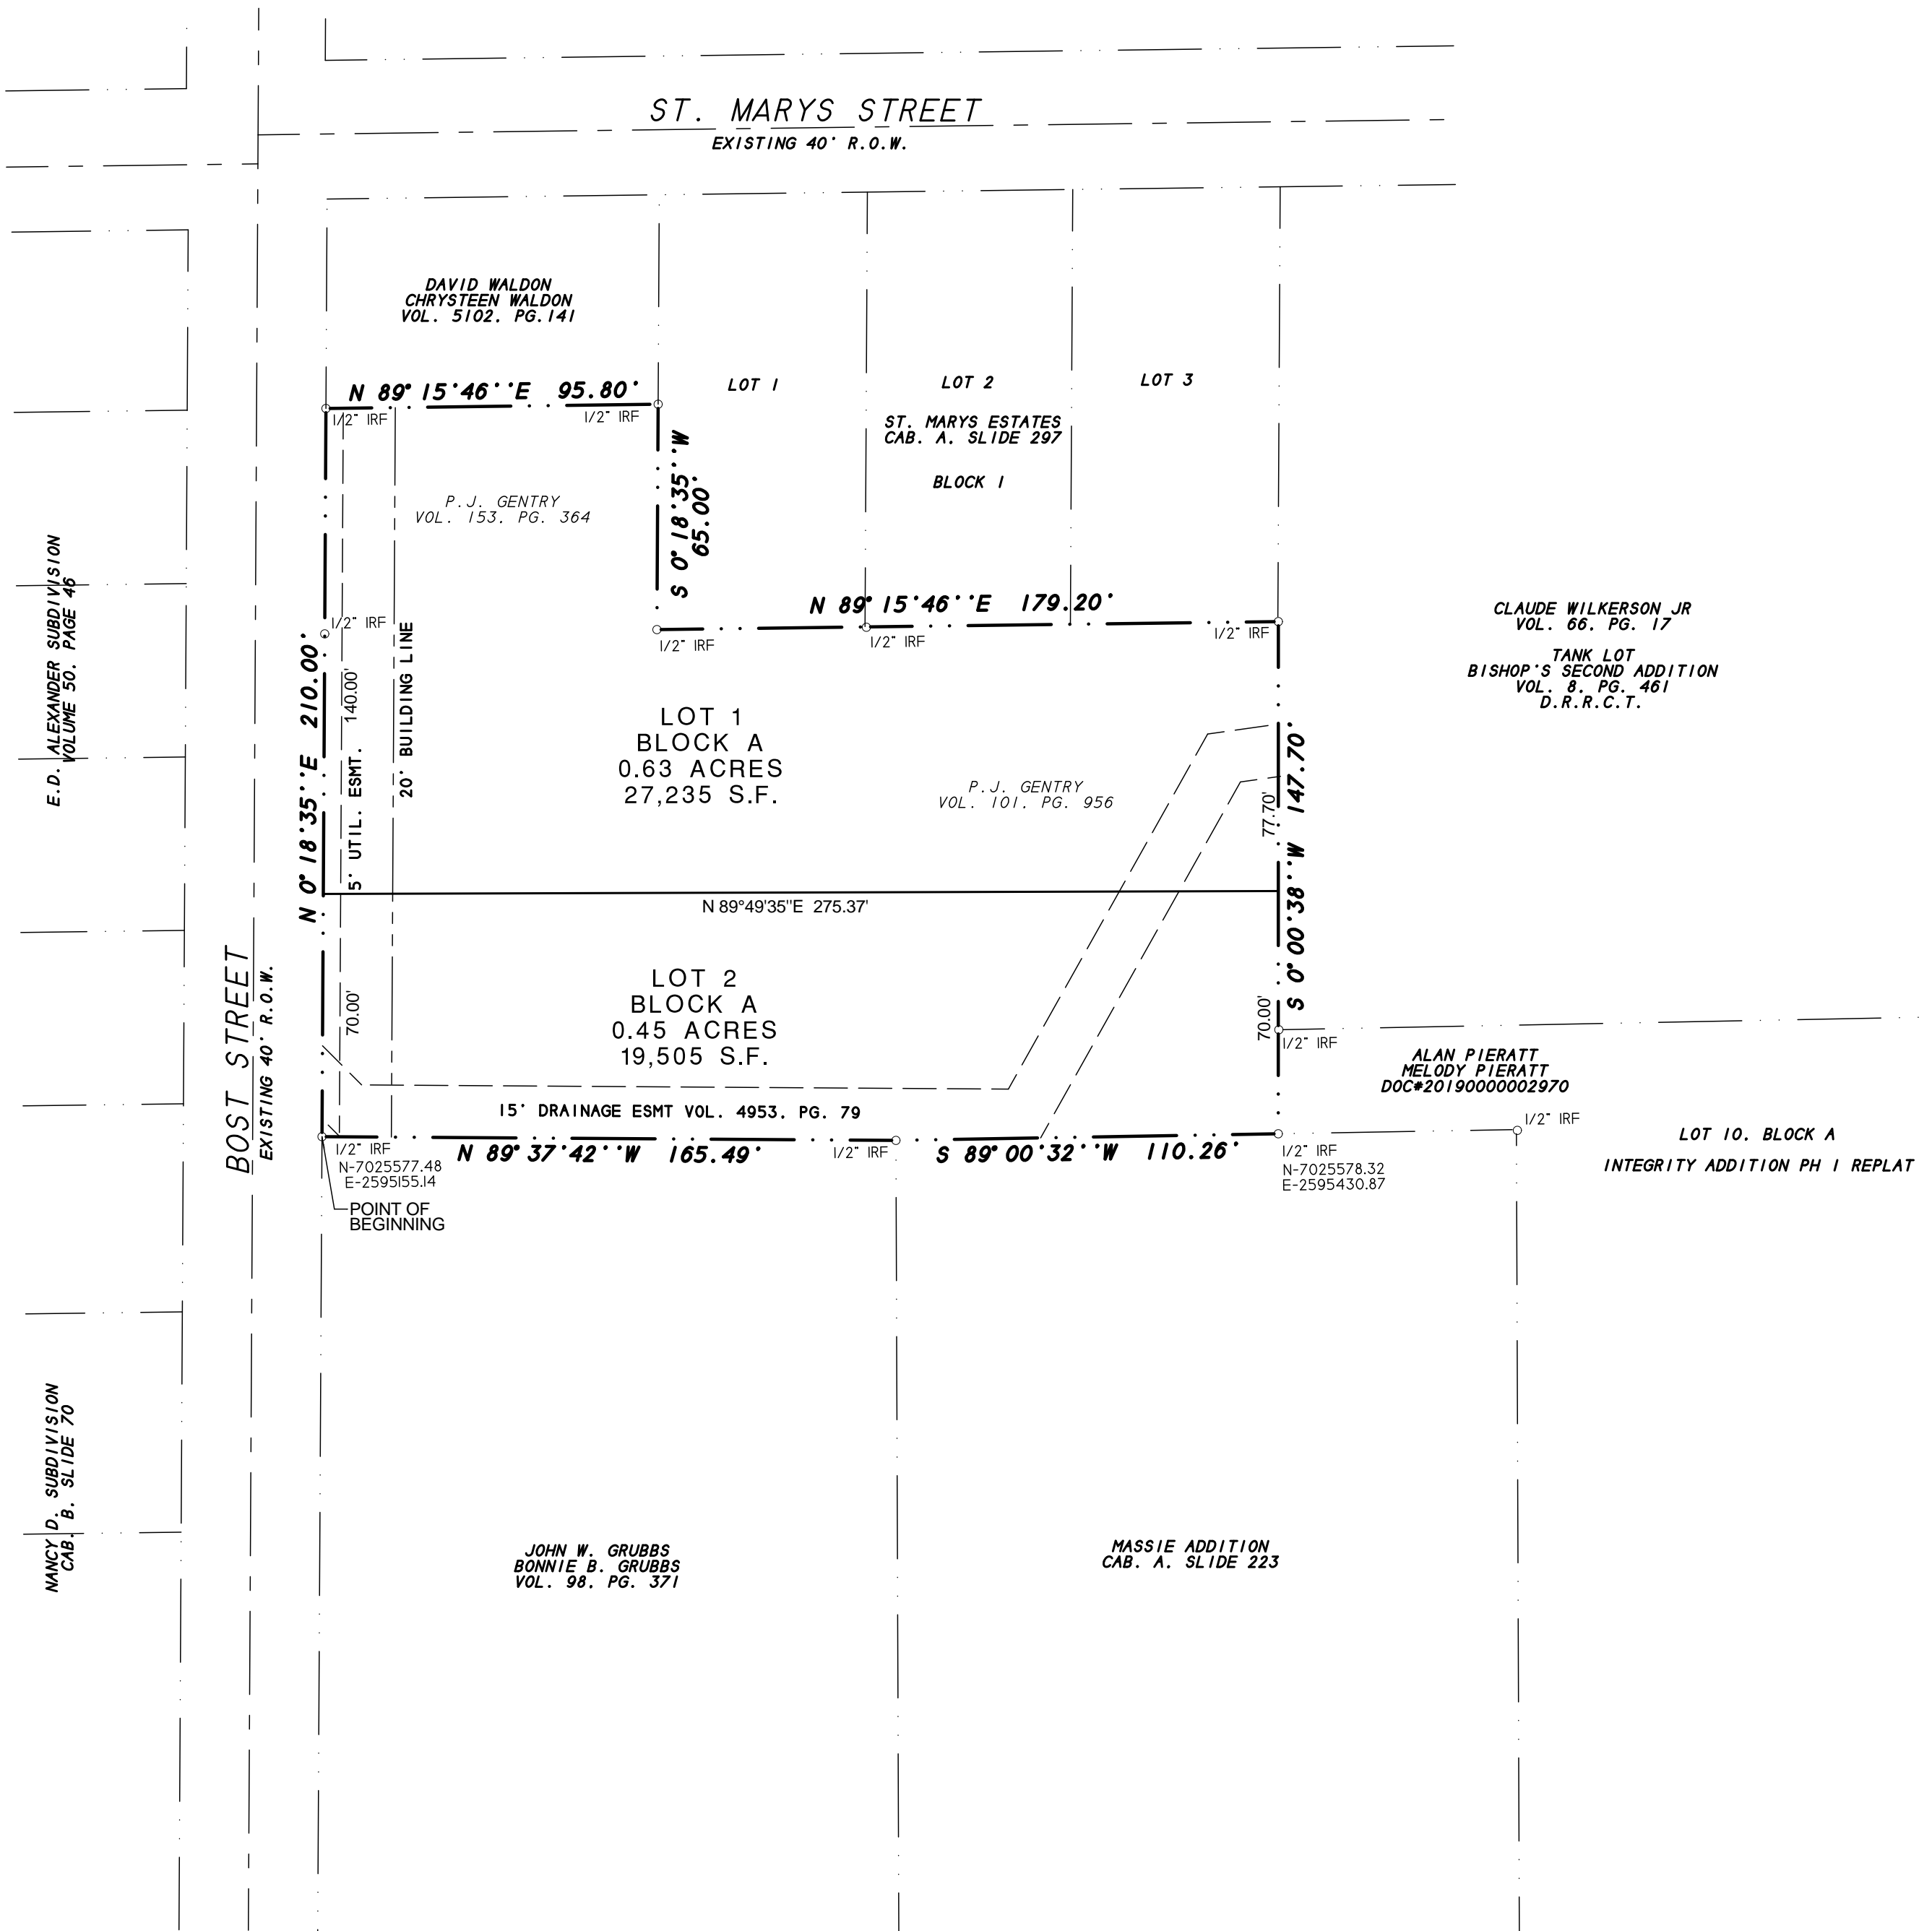 ST. MARYS STREET
EXISTING 40' R.O.W.
DAVID WALDON
CHRYSTEEN WALDON
VOL. 5102, PG.141
N 89°15'46''E 95.80'
1/2" IRF
1/2" IRF
S 0°18'35''W
65.00'
LOT 1
LOT 2
LOT 3
ST. MARYS ESTATES
CAB. A, SLIDE 297
BLOCK 1
P.J. GENTRY
VOL. 153, PG. 364
N 89°15'46''E 179.20'
1/2" IRF
1/2" IRF
1/2" IRF
1/2" IRF
CLAUDE WILKERSON JR
VOL. 66, PG. 17
TANK LOT
BISHOP'S SECOND ADDITION
VOL. 8, PG. 461
D.R.R.C.T.
E.D. ALEXANDER SUBDIVISION
VOLUME 50, PAGE 46
N 0°18'35''E 210.00'
5' UTIL. ESMT.
140.00'
20' BUILDING LINE
LOT 1
BLOCK A
0.63 ACRES
27,235 S.F.
P.J. GENTRY
VOL. 101, PG. 956
77.70'
S 0°00'38''W 147.70'
N 89°49'35"E 275.37'
LOT 2
BLOCK A
0.45 ACRES
19,505 S.F.
BOST STREET
EXISTING 40' R.O.W.
70.00'
70.00'
1/2" IRF
ALAN PIERATT
MELODY PIERATT
DOC#20190000002970
15' DRAINAGE ESMT VOL. 4953, PG. 79
1/2" IRF
N-7025577.48
E-2595155.14
POINT OF
BEGINNING
N 89°37'42''W 165.49'
1/2" IRF
S 89°00'32''W 110.26'
1/2" IRF
N-7025578.32
E-2595430.87
1/2" IRF
LOT 10, BLOCK A
INTEGRITY ADDITION PH 1 REPLAT
NANCY D. SUBDIVISION
CAB. B, SLIDE 70
JOHN W. GRUBBS
BONNIE B. GRUBBS
VOL. 98, PG. 371
MASSIE ADDITION
CAB. A, SLIDE 223